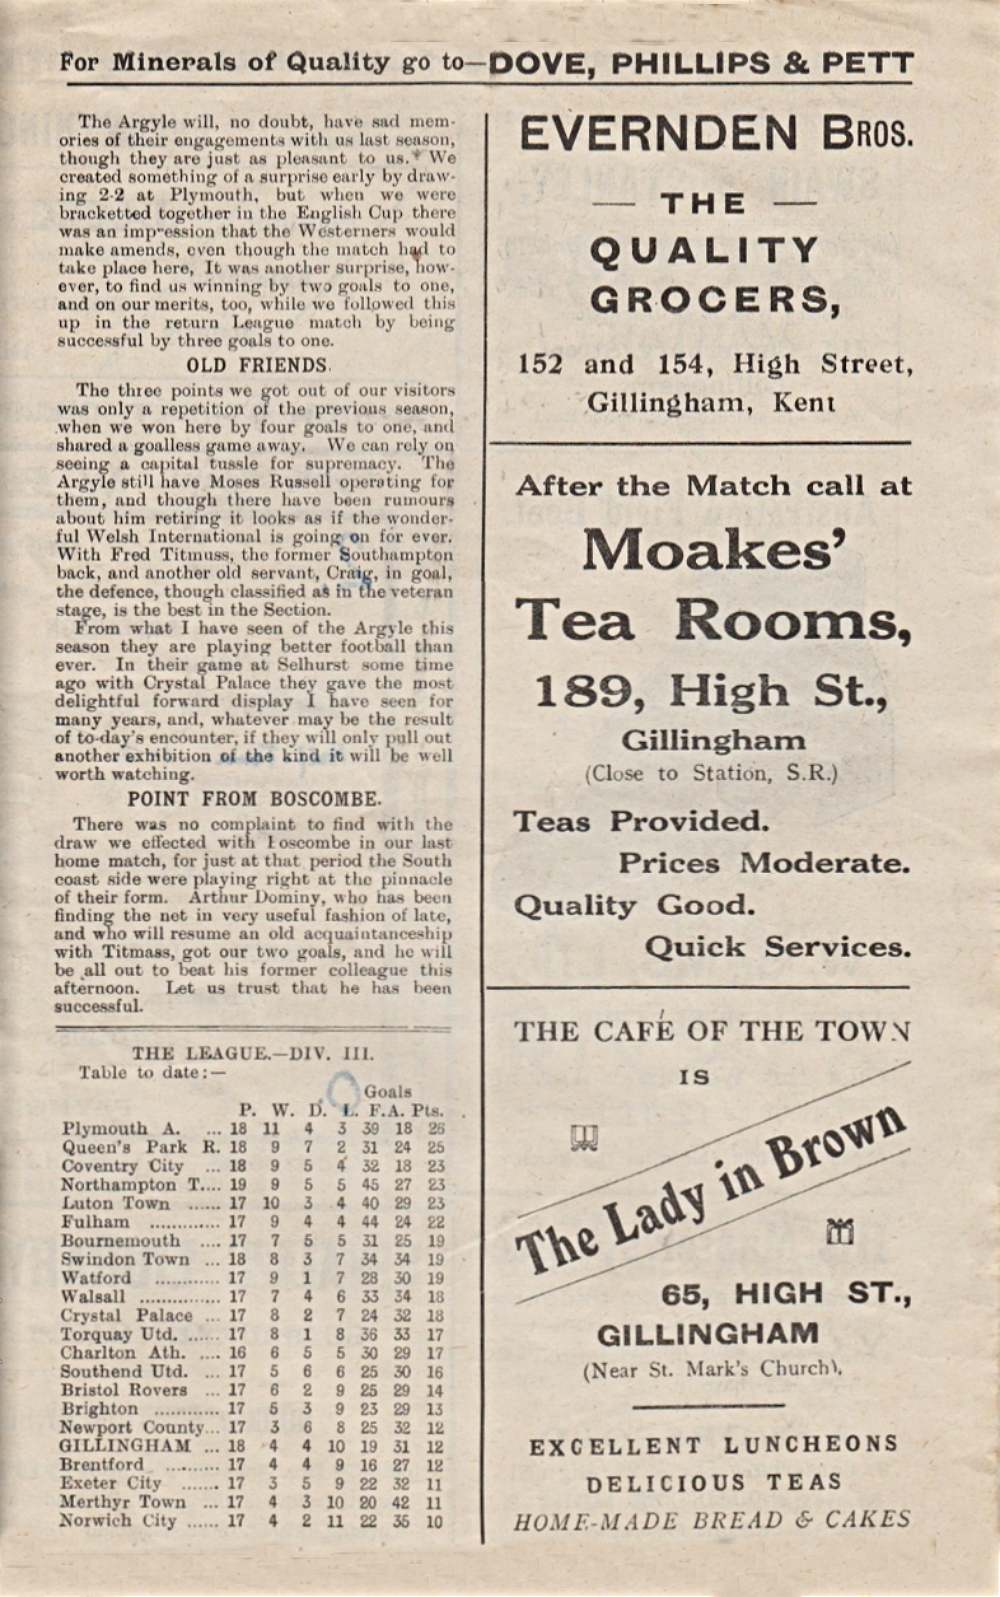 For Minerals of Quality go to—DOVE, PHILLIPS & PETT
The Argyle will, no doubt, have sad mem-
ories of their engagements with us last season,
though they are just as pleasant to us. We
created something of a surprise early by draw-
ing 2-2 at Plymouth, but when we were
bracketted together in the English Cup there
was an impression that the Westerners would
make amends, even though the match had to
take place here, It was another surprise, how-
ever, to find us winning by two goals to one,
and on our merits, too, while we followed this
up in the return League match by being
successful by three goals to one.
OLD FRIENDS.
The three points we got out of our visitors
was only a repetition of the previous season,
when we won here by four goals to one, and
shared a goalless game away. We can rely on
seeing a capital tussle for supremacy. The
Argyle still have Moses Russell operating for
them, and though there have been rumours
about him retiring it looks as if the wonder-
ful Welsh International is going on for ever.
With Fred Titmuss, the former Southampton
back, and another old servant, Craig, in goal,
the defence, though classified as in the veteran
stage, is the best in the Section.
From what I have seen of the Argyle this
season they are playing better football than
ever. In their game at Selhurst some time
ago with Crystal Palace they gave the most
delightful forward display I have seen for
many years, and, whatever may be the result
of to-day's encounter, if they will only pull out
another exhibition of the kind it will be well
worth watching.
POINT FROM BOSCOMBE.
There was no complaint to find with the
draw we effected with Boscombe in our last
home match, for just at that period the South
coast side were playing right at the pinnacle
of their form. Arthur Dominy, who has been
finding the net in very useful fashion of late,
and who will resume an old acquaintanceship
with Titmass, got our two goals, and he will
be all out to beat his former colleague this
afternoon. Let us trust that he has been
successful.
THE LEAGUE.—DIV. III.
Table to date:—
Goals
P. W. D. L. F. A. Pts.
Plymouth A. ... 18 11 4 3 39 18 26
Queen's Park R. 18 9 7 2 31 24 25
Coventry City ... 18 9 5 4 32 18 23
Northampton T.... 19 9 5 5 45 27 23
Luton Town ...... 17 10 3 4 40 29 23
Fulham ............. 17 9 4 4 44 24 22
Bournemouth .... 17 7 5 5 31 25 19
Swindon Town ... 18 8 3 7 34 34 19
Watford ............ 17 9 1 7 28 30 19
Walsall ............... 17 7 4 6 33 34 18
Crystal Palace ... 17 8 2 7 24 32 18
Torquay Utd. ...... 17 8 1 8 36 33 17
Charlton Ath. .... 16 6 5 5 30 29 17
Southend Utd. ... 17 5 6 6 25 30 16
Bristol Rovers ... 17 6 2 9 25 29 14
Brighton ............ 17 5 3 9 23 29 13
Newport County... 17 3 6 8 25 32 12
GILLINGHAM ... 18 4 4 10 19 31 12
Brentford .......... 17 4 4 9 16 27 12
Exeter City ....... 17 3 5 9 22 32 11
Merthyr Town ... 17 4 3 10 20 42 11
Norwich City ...... 17 4 2 11 22 35 10
EVERNDEN BROS.
— THE —
QUALITY
GROCERS,
152 and 154, High Street,
Gillingham, Kent
After the Match call at
Moakes'
Tea Rooms,
189, High St.,
Gillingham
(Close to Station, S.R.)
Teas Provided.
Prices Moderate.
Quality Good.
Quick Services.
THE CAFÉ OF THE TOWN
IS
The Lady in Brown
65, HIGH ST.,
GILLINGHAM
(Near St. Mark's Church).
EXCELLENT LUNCHEONS
DELICIOUS TEAS
HOME-MADE BREAD & CAKES